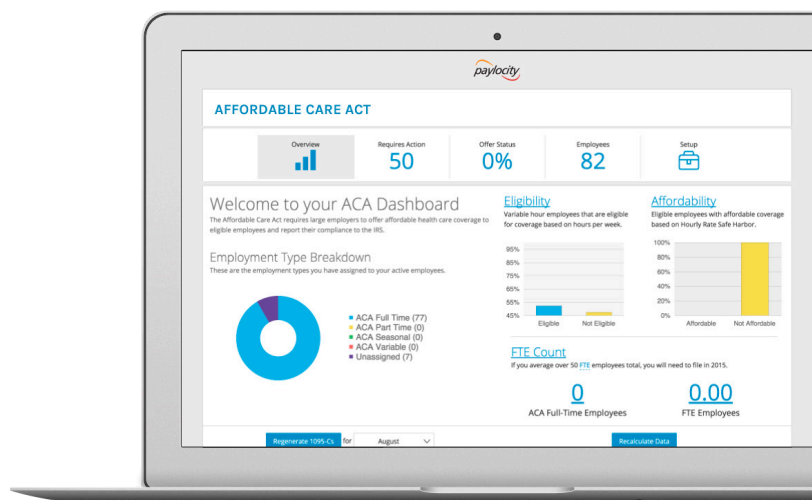 paylocity
AFFORDABLE CARE ACT
Overview
Requires Action
50
Offer Status
0%
Employees
82
Setup
Welcome to your ACA Dashboard
The Affordable Care Act requires large employers to offer affordable health care coverage to
eligible employees and report their compliance to the IRS.
Employment Type Breakdown
These are the employment types you have assigned to your active employees.
ACA Full Time (77)
ACA Part Time (0)
ACA Seasonal (0)
ACA Variable (0)
Unassigned (7)
Eligibility
Variable hour employees that are eligible
for coverage based on hours per week.
95%
85%
75%
65%
55%
45%
Eligible Not Eligible
Affordability
Eligible employees with affordable coverage
based on Hourly Rate Safe Harbor.
100%
80%
60%
40%
20%
0%
Affordable Not Affordable
FTE Count
If you average over 50 FTE employees total, you will need to file in 2015.
0
ACA Full-Time Employees
0.00
FTE Employees
Regenerate 1095-Cs for August
Recalculate Data